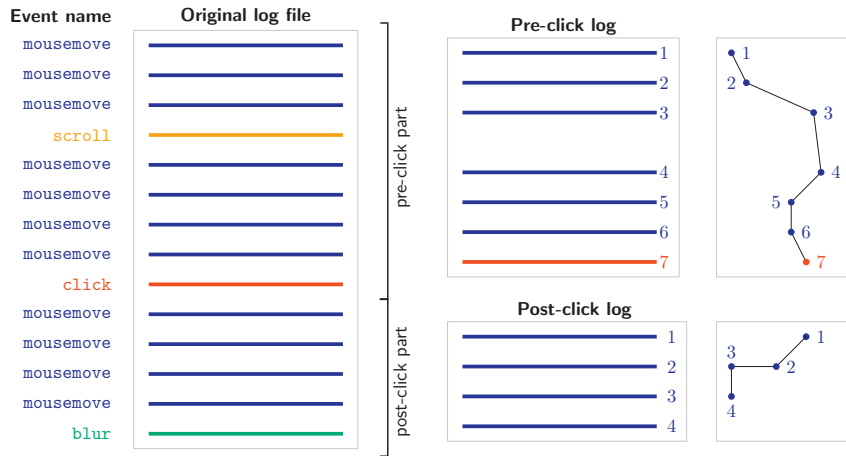 Event name
Original log file
mousemove
mousemove
mousemove
scroll
mousemove
mousemove
mousemove
mousemove
click
mousemove
mousemove
mousemove
mousemove
blur
pre-click part
post-click part
Pre-click log
1
2
3
4
5
6
7
1
2
3
4
5
6
7
Post-click log
1
2
3
4
1
3
2
4